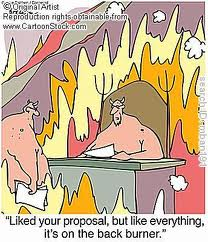 © Original Artist
Reproduction rights obtainable from
www.CartoonStock.com
"Liked your proposal, but like everything,
it's on the back burner."